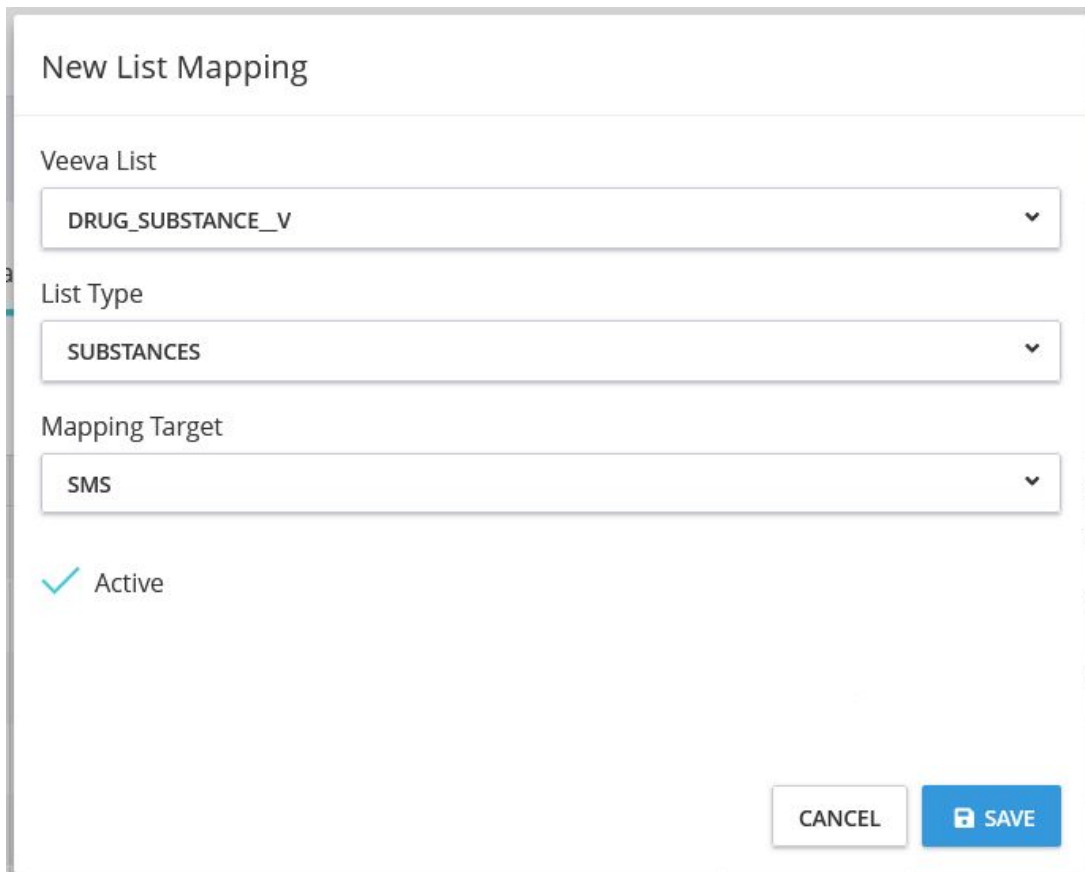 New List Mapping
Veeva List
DRUG_SUBSTANCE__V
List Type
SUBSTANCES
Mapping Target
SMS
Active
CANCEL
SAVE